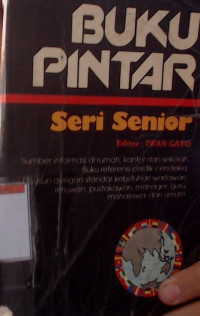 BUKU
PINTAR
Seri Senior
Editor: IWAN GAYO
Sumber informasi di rumah, kantor dan sekolah
Buku referensi cerdik cendekia
Disusun dengan standar kebutuhan wartawan,
ilmuwan, pustakawan, manager, guru,
mahasiswa dan umum